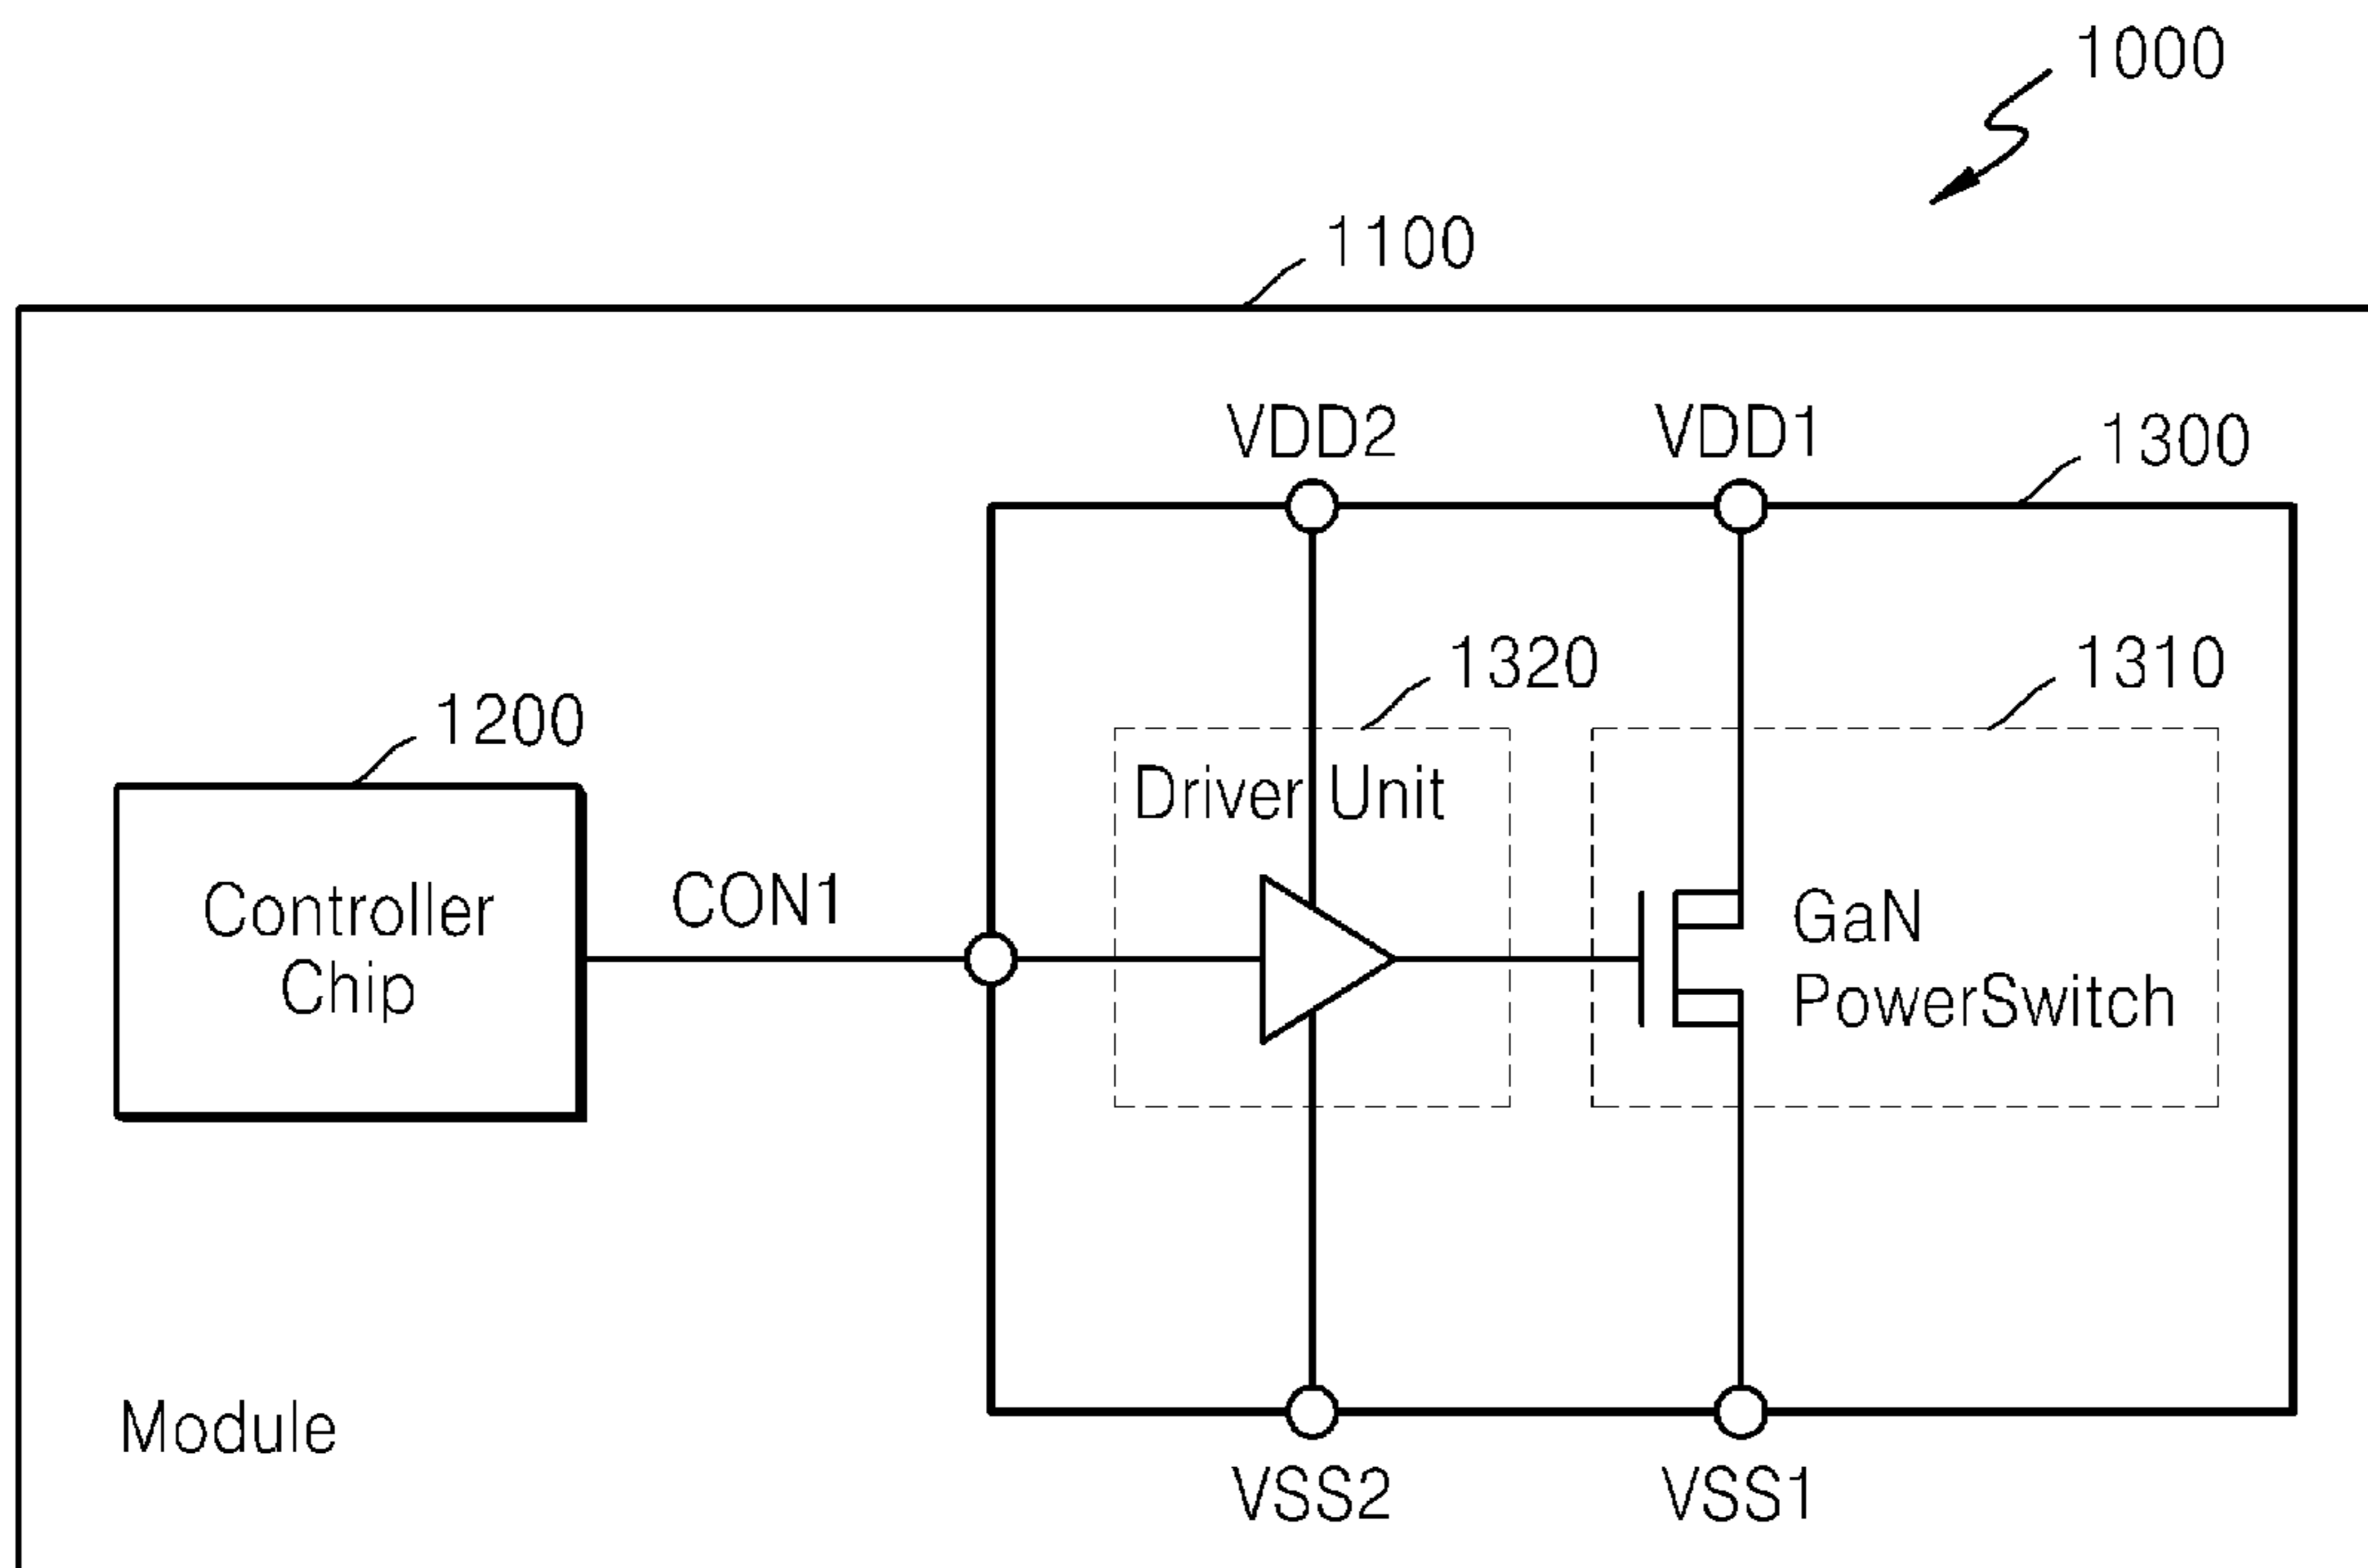 1000
1100
VDD2
VDD1
1300
1320
1310
1200
Driver Unit
Controller
Chip
CON1
GaN
PowerSwitch
Module
VSS2
VSS1